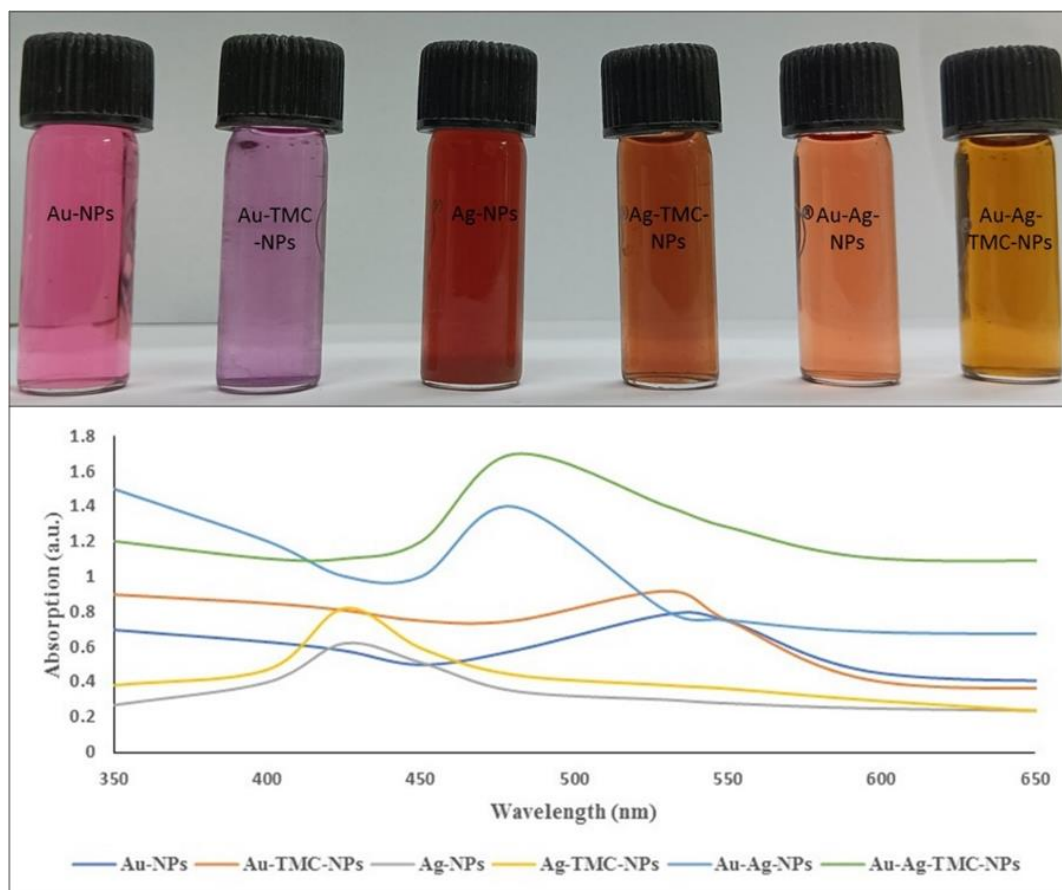 Au-NPs
Au-TMC
-NPs
Ag-NPs
Ag-TMC-
NPs
® Au-Ag-
NPs
Au-Ag-
TMC-NPs
1.8
1.6
1.4
1.2
1
0.8
0.6
0.4
0.2
0
Absorption (a.u.)
350 400 450 500 550 600 650
Wavelength (nm)
Au-NPs Au-TMC-NPs Ag-NPs Ag-TMC-NPs Au-Ag-NPs Au-Ag-TMC-NPs